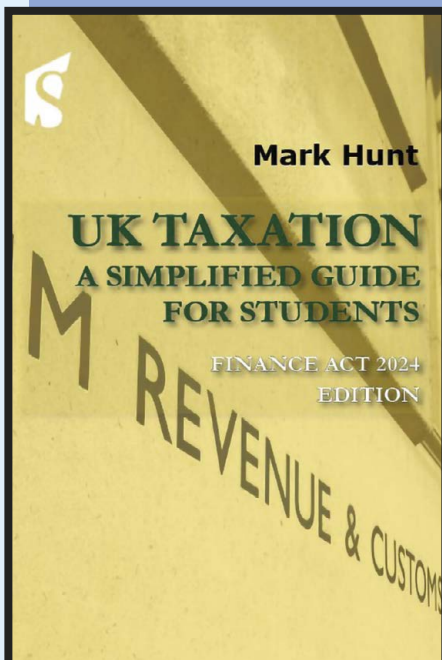 Mark Hunt
UK TAXATION
A SIMPLIFIED GUIDE
FOR STUDENTS
FINANCE ACT 2024
EDITION
M REVENUE & CUSTOMS